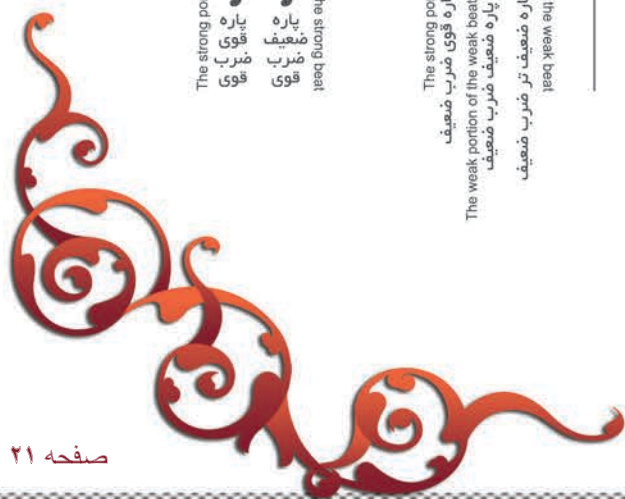 The strong po
پاره
قوی
ضرب
قوی
پاره
ضعیف
ضرب
قوی
he strong beat
The strong po
اره قوی ضرب ضعیف
The weak portion of the weak beat
پاره ضعیف ضرب ضعیف
the weak beat
اره ضعیف تر ضرب ضعیف
صفحه ۲۱